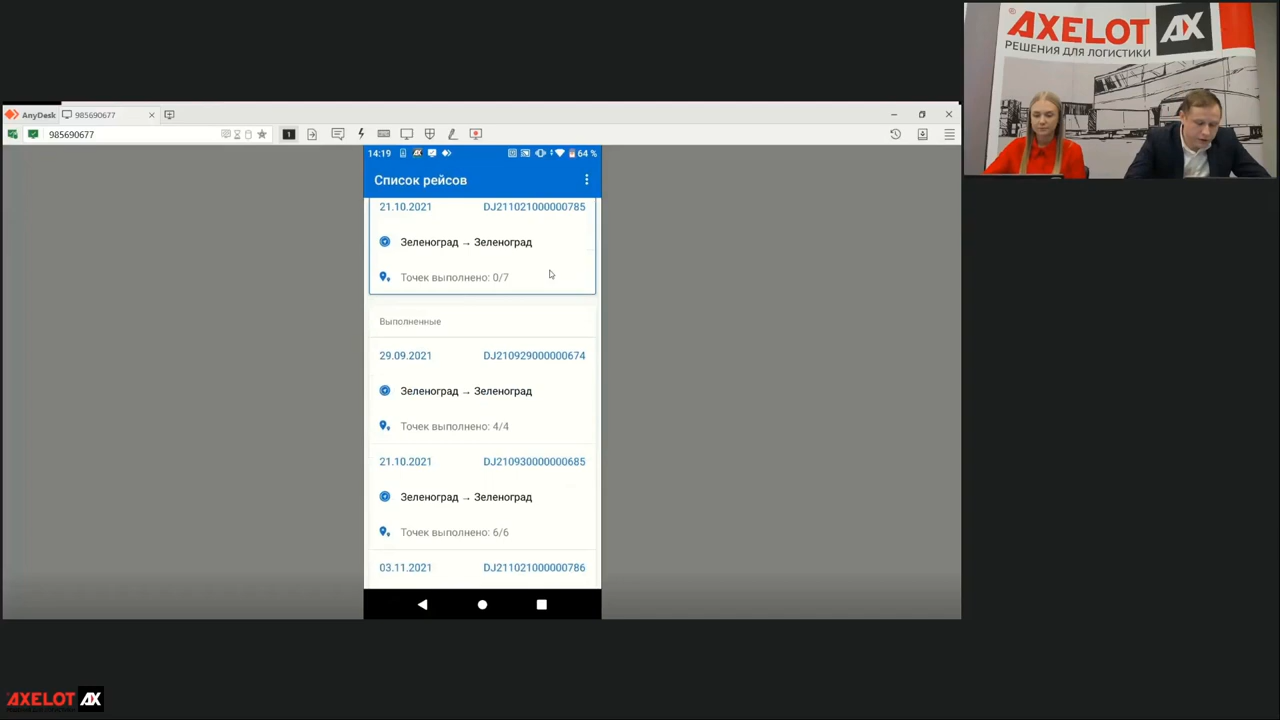 AXELOT AX
РЕШЕНИЯ ДЛЯ ЛОГИСТИКИ
AnyDesk
985690677
985690677
1
14:19
64 %
Список рейсов
21.10.2021 DJ211021000000785
Зеленоград → Зеленоград
Точек выполнено: 0/7
Выполненные
29.09.2021 DJ210929000000674
Зеленоград → Зеленоград
Точек выполнено: 4/4
21.10.2021 DJ210930000000685
Зеленоград → Зеленоград
Точек выполнено: 6/6
03.11.2021 DJ211021000000786
AXELOT AX